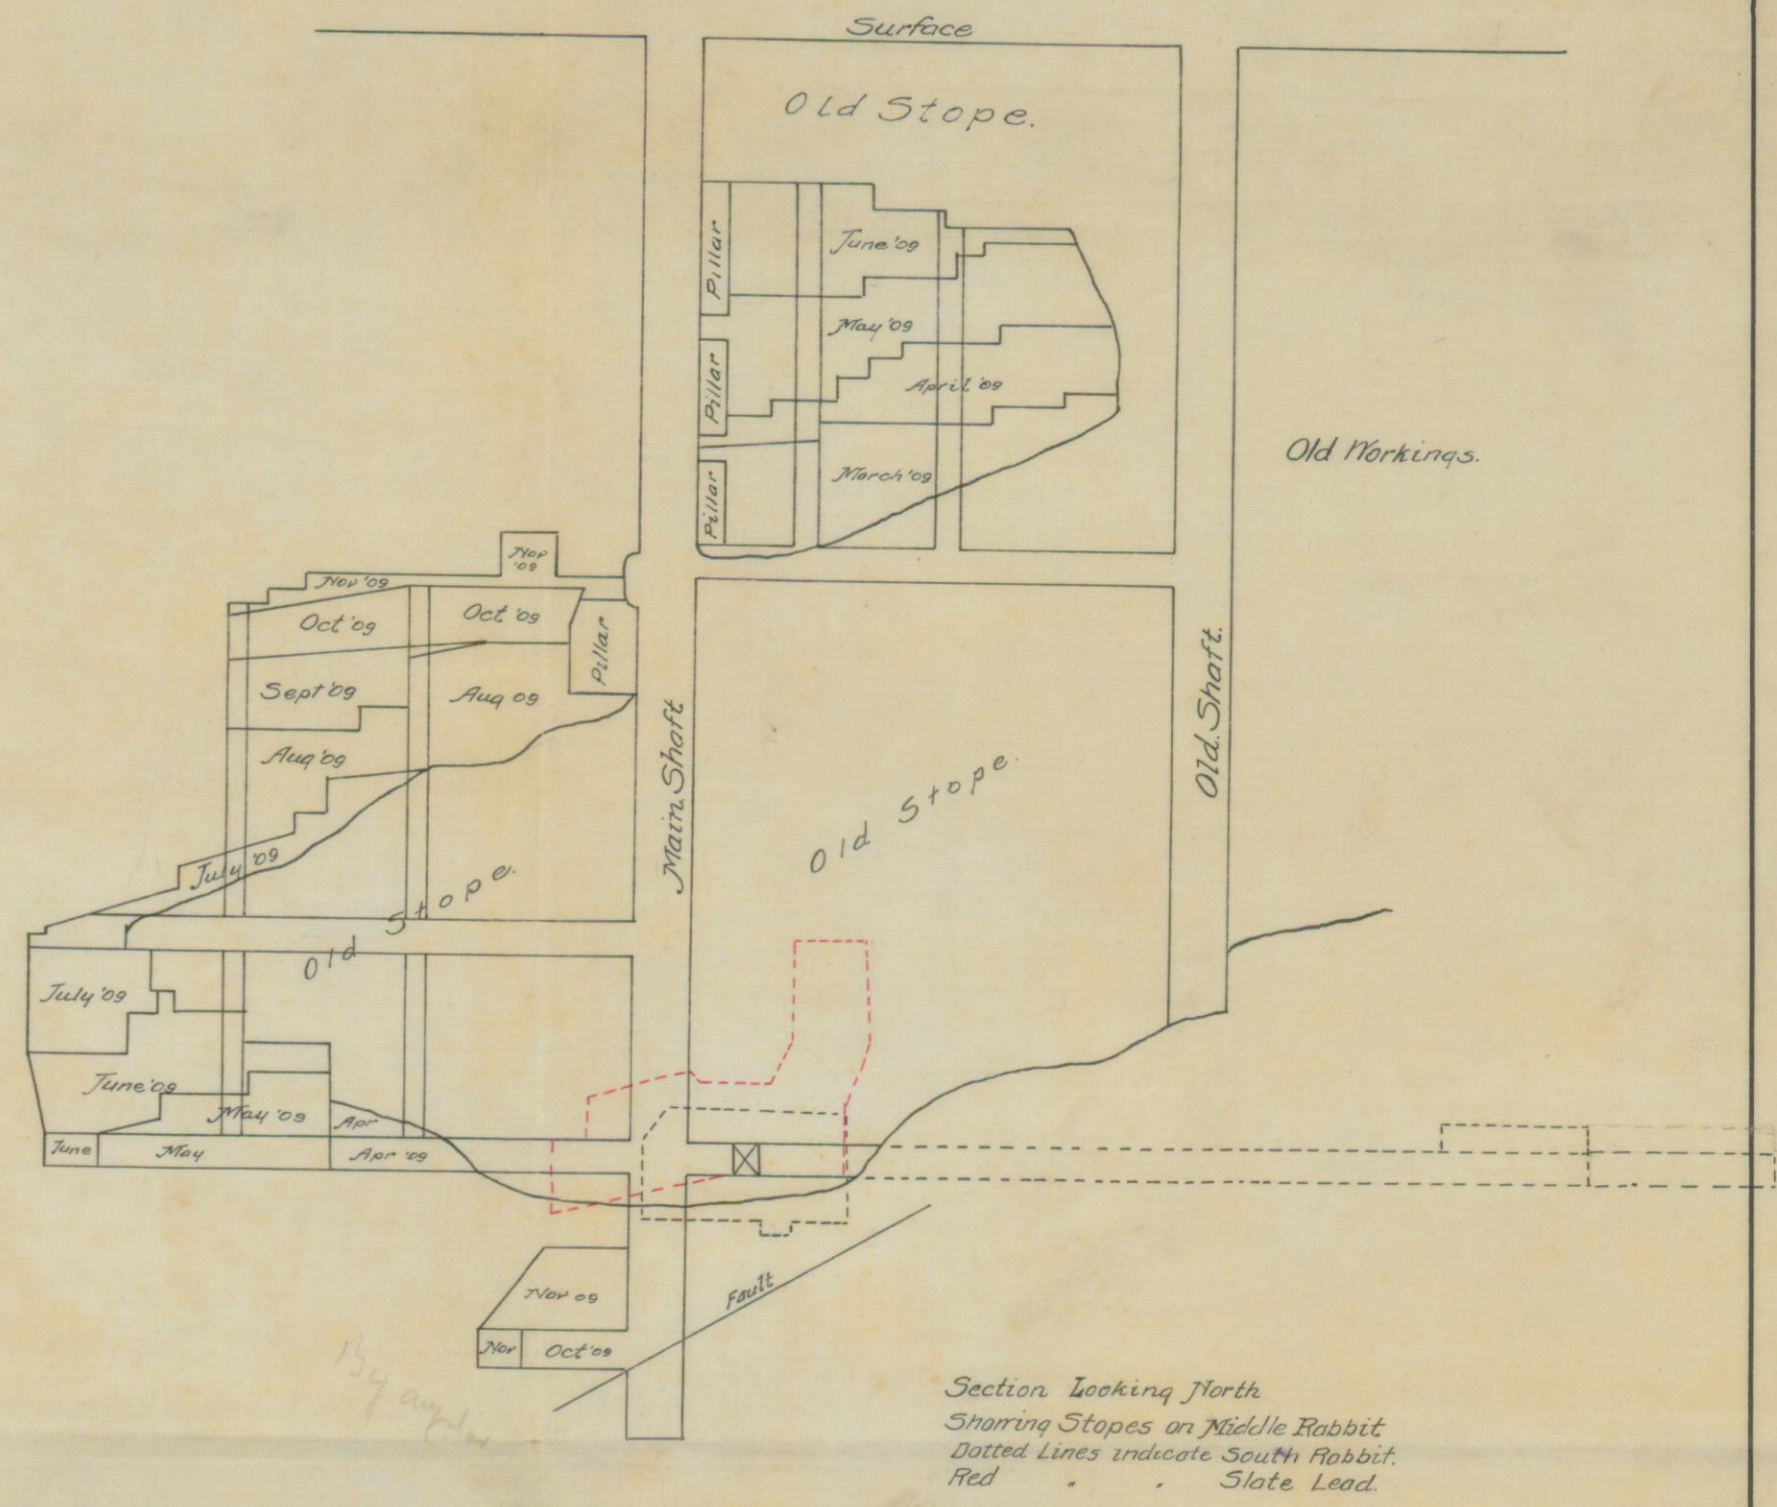 Surface
Old Stope.
Pillar
June '09
May '09
Pillar
April '09
March '09
Pillar
Old Workings.
Nov
'09
Nov '09
Oct '09
Oct '09
Pillar
Sept '09
Aug 09
Aug '09
July '09
Main Shaft
Old Shaft.
Old Stope.
Old Stope.
July '09
June '09
May '09
Apr
June
May
Apr '09
Nov 09
Nov
Oct '09
Fault
By
Section Looking North
Showing Stopes on Middle Rabbit
Dotted Lines indicate South Rabbit.
Red " " Slate Lead.